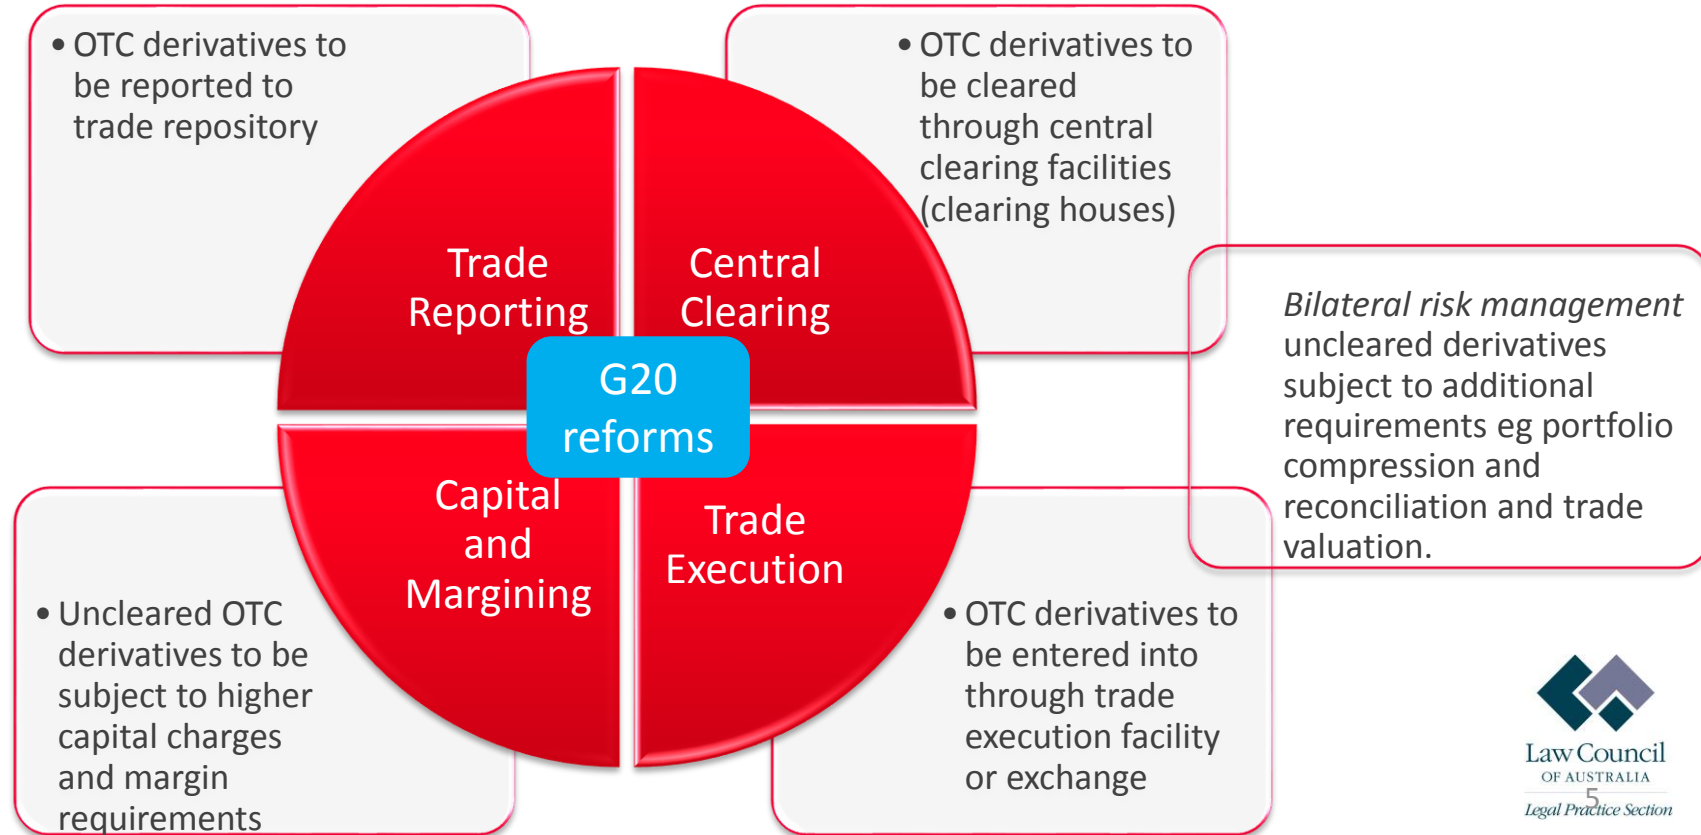 • OTC derivatives to
be reported to
trade repository
• OTC derivatives to
be cleared
through central
clearing facilities
(clearing houses)
Trade
Reporting
Central
Clearing
G20
reforms
Capital
and
Margining
Trade
Execution
Bilateral risk management
uncleared derivatives
subject to additional
requirements eg portfolio
compression and
reconciliation and trade
valuation.
• Uncleared OTC
derivatives to be
subject to higher
capital charges
and margin
requirements
• OTC derivatives to
be entered into
through trade
execution facility
or exchange
Law Council
OF AUSTRALIA
5
Legal Practice Section